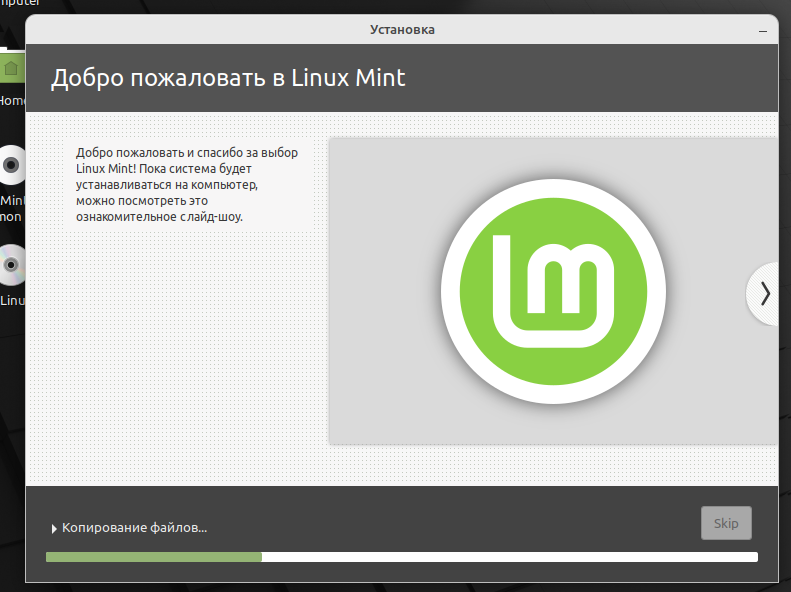 Установка
Добро пожаловать в Linux Mint
Добро пожаловать и спасибо за выбор
Linux Mint! Пока система будет
устанавливаться на компьютер,
можно посмотреть это
ознакомительное слайд-шоу.
Копирование файлов...
Skip